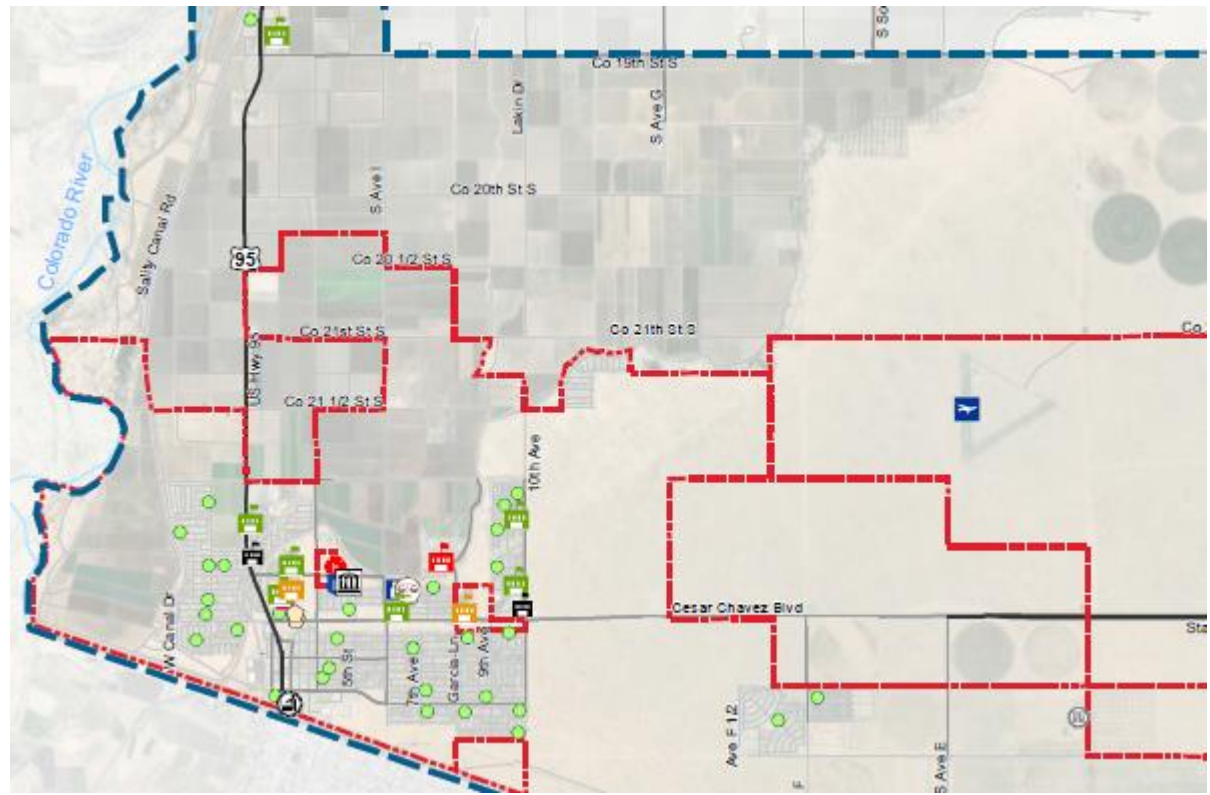 S So
Co 19th St S
Lakin Dr
S Ave G
Colorado River
Sality Canal Rd
S Ave I
Co 20th St S
95
Co 20 1/2 St S
Co 21st St S
Co 21th St S
Co
US Hwy 95
Co 21 1/2 St S
10th Ave
Cesar Chavez Blvd
Sta
W Canal Dr
5th St
7th Ave
Garcia Ln
9th Ave
Ave F 1/2
F
S Ave E